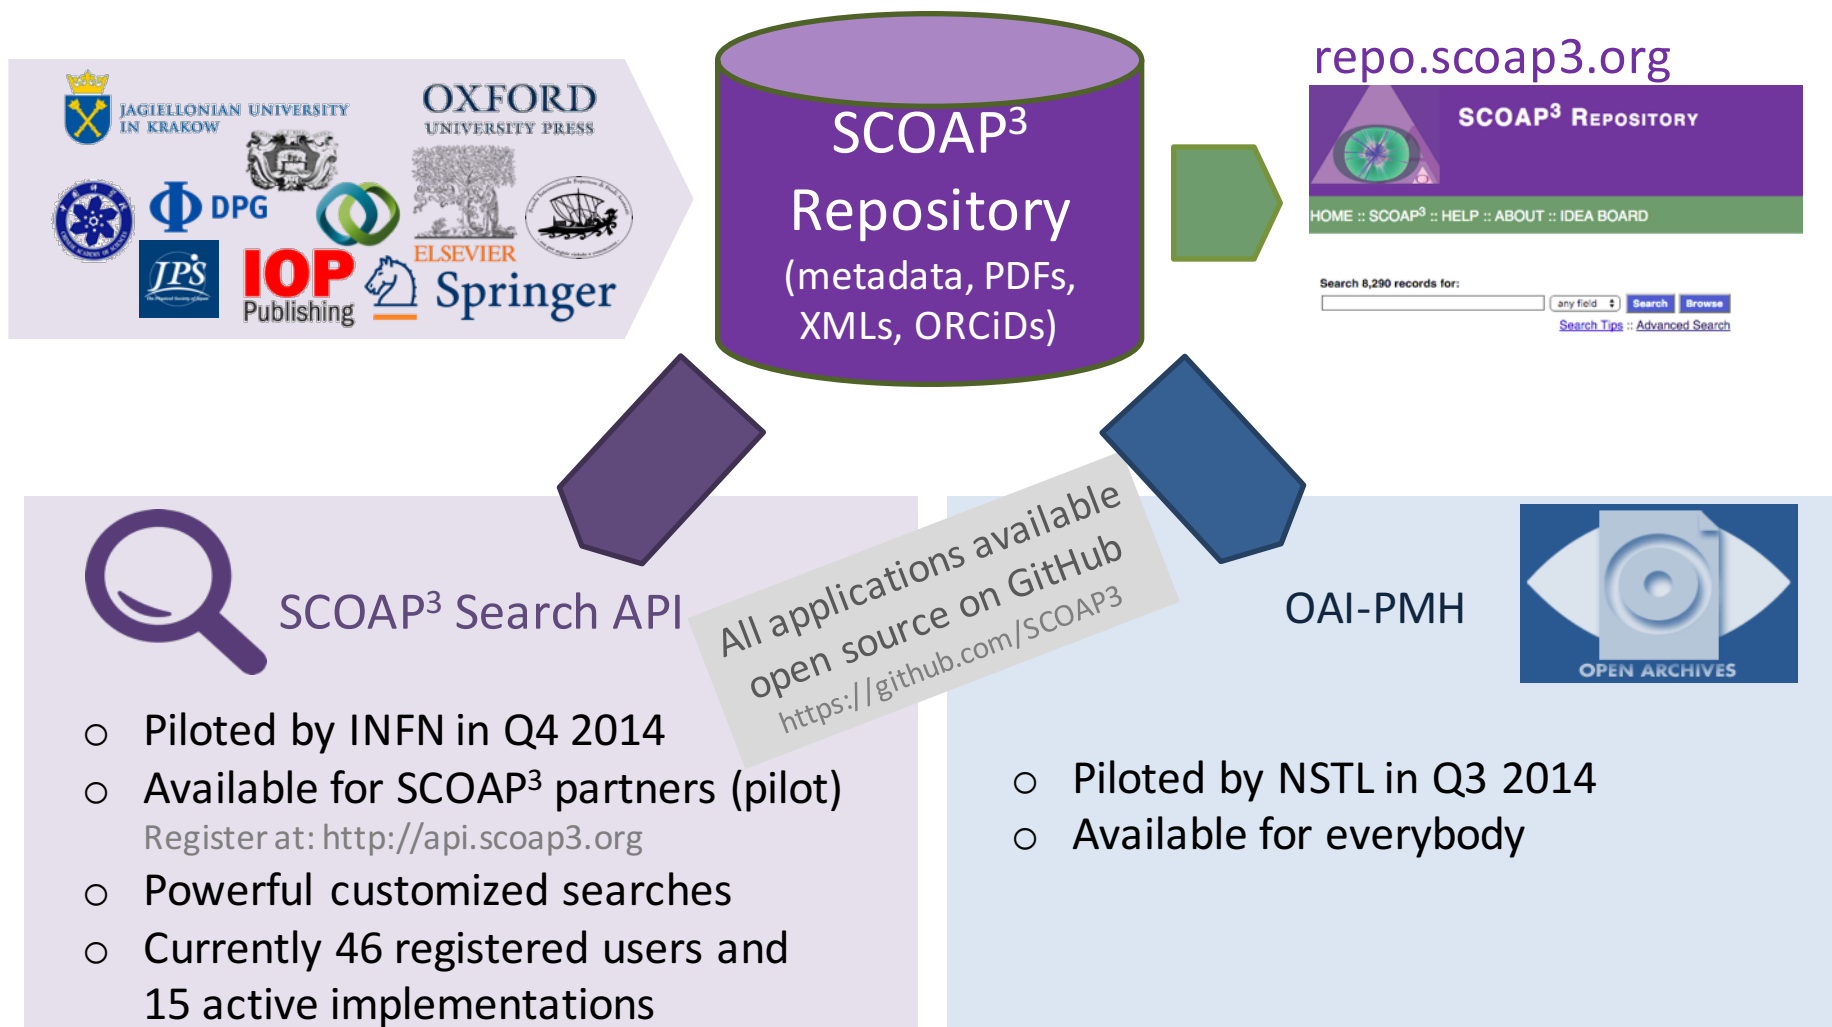 JAGIELLONIAN UNIVERSITY
IN KRAKOW
OXFORD
UNIVERSITY PRESS
DPG
ELSEVIER
JPS
The Physical Society of Japan
IOP
Publishing
Springer
SCOAP³
Repository
(metadata, PDFs,
XMLs, ORCiDs)
repo.scoap3.org
SCOAP³ REPOSITORY
HOME :: SCOAP³ :: HELP :: ABOUT :: IDEA BOARD
Search 8,290 records for:
any field Search Browse
Search Tips :: Advanced Search
All applications available
open source on GitHub
https://github.com/SCOAP3
SCOAP³ Search API
o Piloted by INFN in Q4 2014
o Available for SCOAP³ partners (pilot)
Register at: http://api.scoap3.org
o Powerful customized searches
o Currently 46 registered users and
15 active implementations
OAI-PMH
OPEN ARCHIVES
o Piloted by NSTL in Q3 2014
o Available for everybody